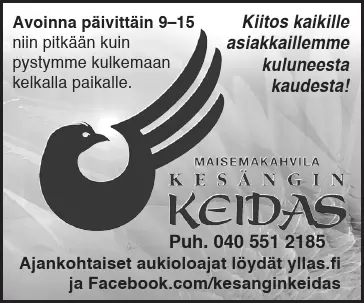 Avoinna päivittäin 9–15
niin pitkään kuin
pystymme kulkemaan
kelkalla paikalle.
Kiitos kaikille
asiakkaillemme
kuluneesta
kaudesta!
MAISEMAKAHVILA
KESÄNGIN
KEIDAS
Puh. 040 551 2185
Ajankohtaiset aukioloajat löydät yllas.fi
ja Facebook.com/kesanginkeidas